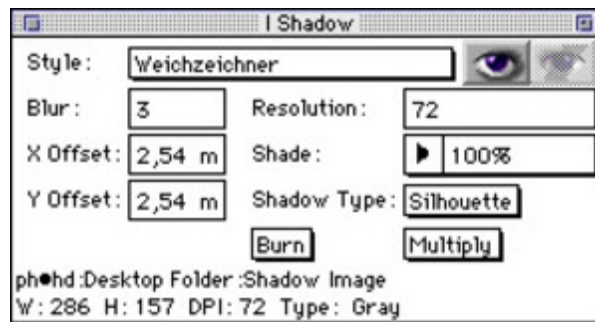 I Shadow
Style: Weichzeichner
Blur: 3 Resolution: 72
X Offset: 2,54 m Shade: 100%
Y Offset: 2,54 m Shadow Type: Silhouette
Burn Multiply
ph●hd:Desktop Folder:Shadow Image
W: 286 H: 157 DPI: 72 Type: Gray